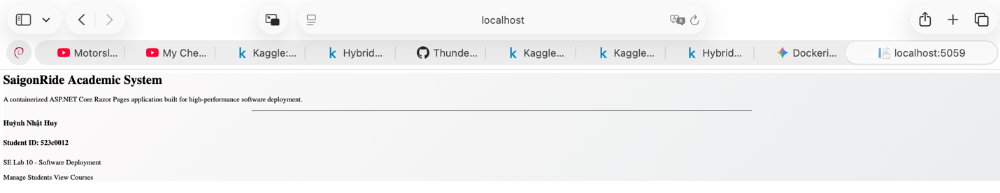 localhost
Motorsl...
My Che...
Kaggle:...
Hybrid...
Thunde...
Kaggle...
Kaggle...
Hybrid...
Dockeri...
localhost:5059
SaigonRide Academic System
A containerized ASP.NET Core Razor Pages application built for high-performance software deployment.
Huỳnh Nhật Huy
Student ID: 523c0012
SE Lab 10 - Software Deployment
Manage Students View Courses